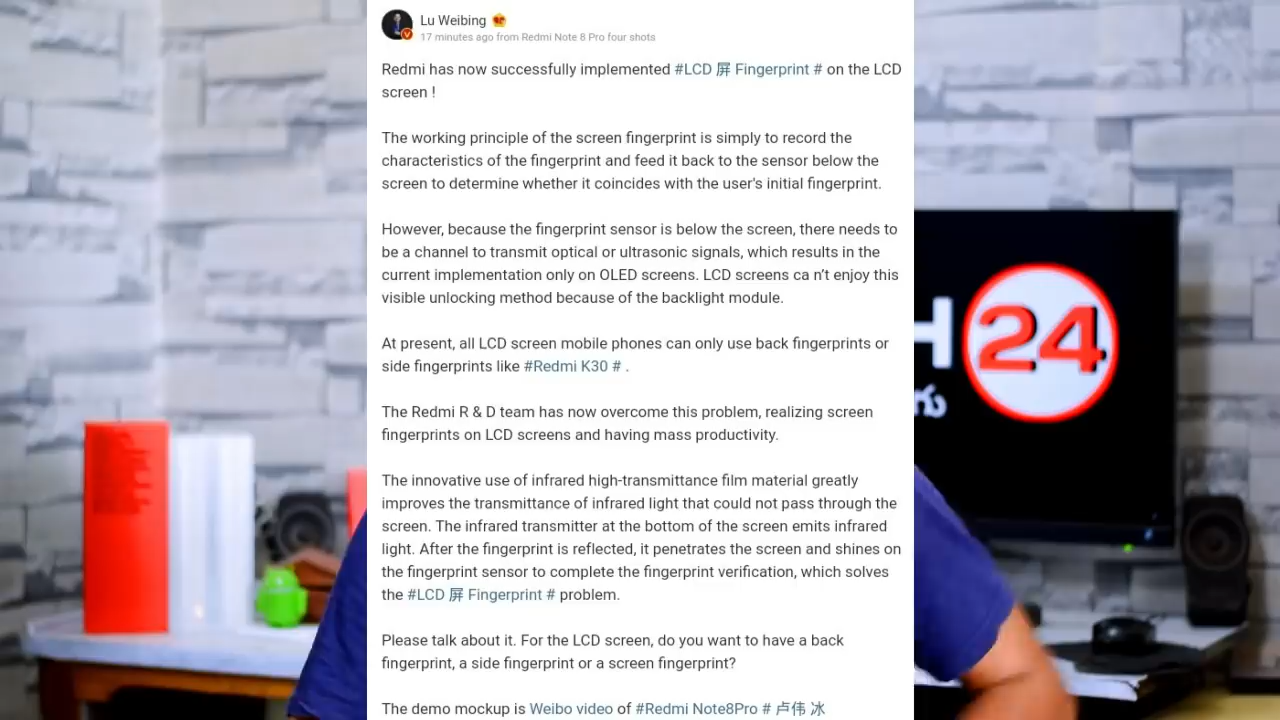 Lu Weibing
17 minutes ago from Redmi Note 8 Pro four shots
Redmi has now successfully implemented #LCD 屏 Fingerprint # on the LCD
screen !
The working principle of the screen fingerprint is simply to record the
characteristics of the fingerprint and feed it back to the sensor below the
screen to determine whether it coincides with the user's initial fingerprint.
However, because the fingerprint sensor is below the screen, there needs to
be a channel to transmit optical or ultrasonic signals, which results in the
current implementation only on OLED screens. LCD screens ca n’t enjoy this
visible unlocking method because of the backlight module.
At present, all LCD screen mobile phones can only use back fingerprints or
side fingerprints like #Redmi K30 # .
The Redmi R & D team has now overcome this problem, realizing screen
fingerprints on LCD screens and having mass productivity.
The innovative use of infrared high-transmittance film material greatly
improves the transmittance of infrared light that could not pass through the
screen. The infrared transmitter at the bottom of the screen emits infrared
light. After the fingerprint is reflected, it penetrates the screen and shines on
the fingerprint sensor to complete the fingerprint verification, which solves
the #LCD 屏 Fingerprint # problem.
Please talk about it. For the LCD screen, do you want to have a back
fingerprint, a side fingerprint or a screen fingerprint?
The demo mockup is Weibo video of #Redmi Note8Pro # 卢伟 冰
H 24